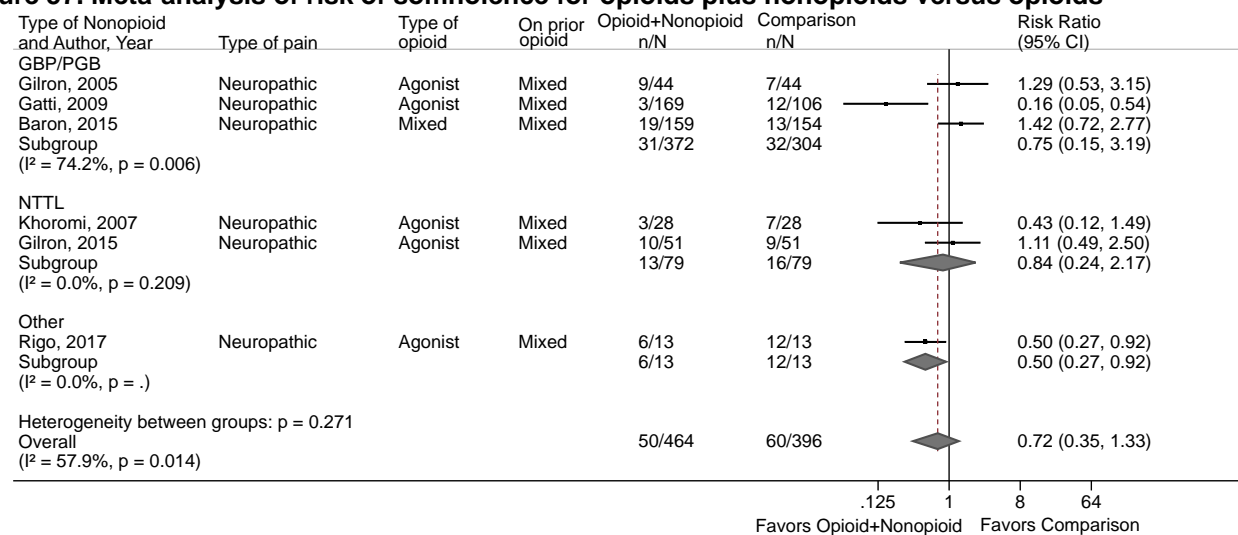 Type of Nonopioid Type of On prior Opioid+Nonopioid Comparison Risk Ratio
and Author, Year Type of pain opioid opioid n/N n/N (95% CI)
GBP/PGB
Gilron, 2005 Neuropathic Agonist Mixed 9/44 7/44 1.29 (0.53, 3.15)
Gatti, 2009 Neuropathic Agonist Mixed 3/169 12/106 0.16 (0.05, 0.54)
Baron, 2015 Neuropathic Mixed Mixed 19/159 13/154 1.42 (0.72, 2.77)
Subgroup 31/372 32/304 0.75 (0.15, 3.19)
(I² = 74.2%, p = 0.006)
NTTL
Khoromi, 2007 Neuropathic Agonist Mixed 3/28 7/28 0.43 (0.12, 1.49)
Gilron, 2015 Neuropathic Agonist Mixed 10/51 9/51 1.11 (0.49, 2.50)
Subgroup 13/79 16/79 0.84 (0.24, 2.17)
(I² = 0.0%, p = 0.209)
Other
Rigo, 2017 Neuropathic Agonist Mixed 6/13 12/13 0.50 (0.27, 0.92)
Subgroup 6/13 12/13 0.50 (0.27, 0.92)
(I² = 0.0%, p = .)
Heterogeneity between groups: p = 0.271
Overall 50/464 60/396 0.72 (0.35, 1.33)
(I² = 57.9%, p = 0.014)
.125 1 8 64
Favors Opioid+Nonopioid Favors Comparison